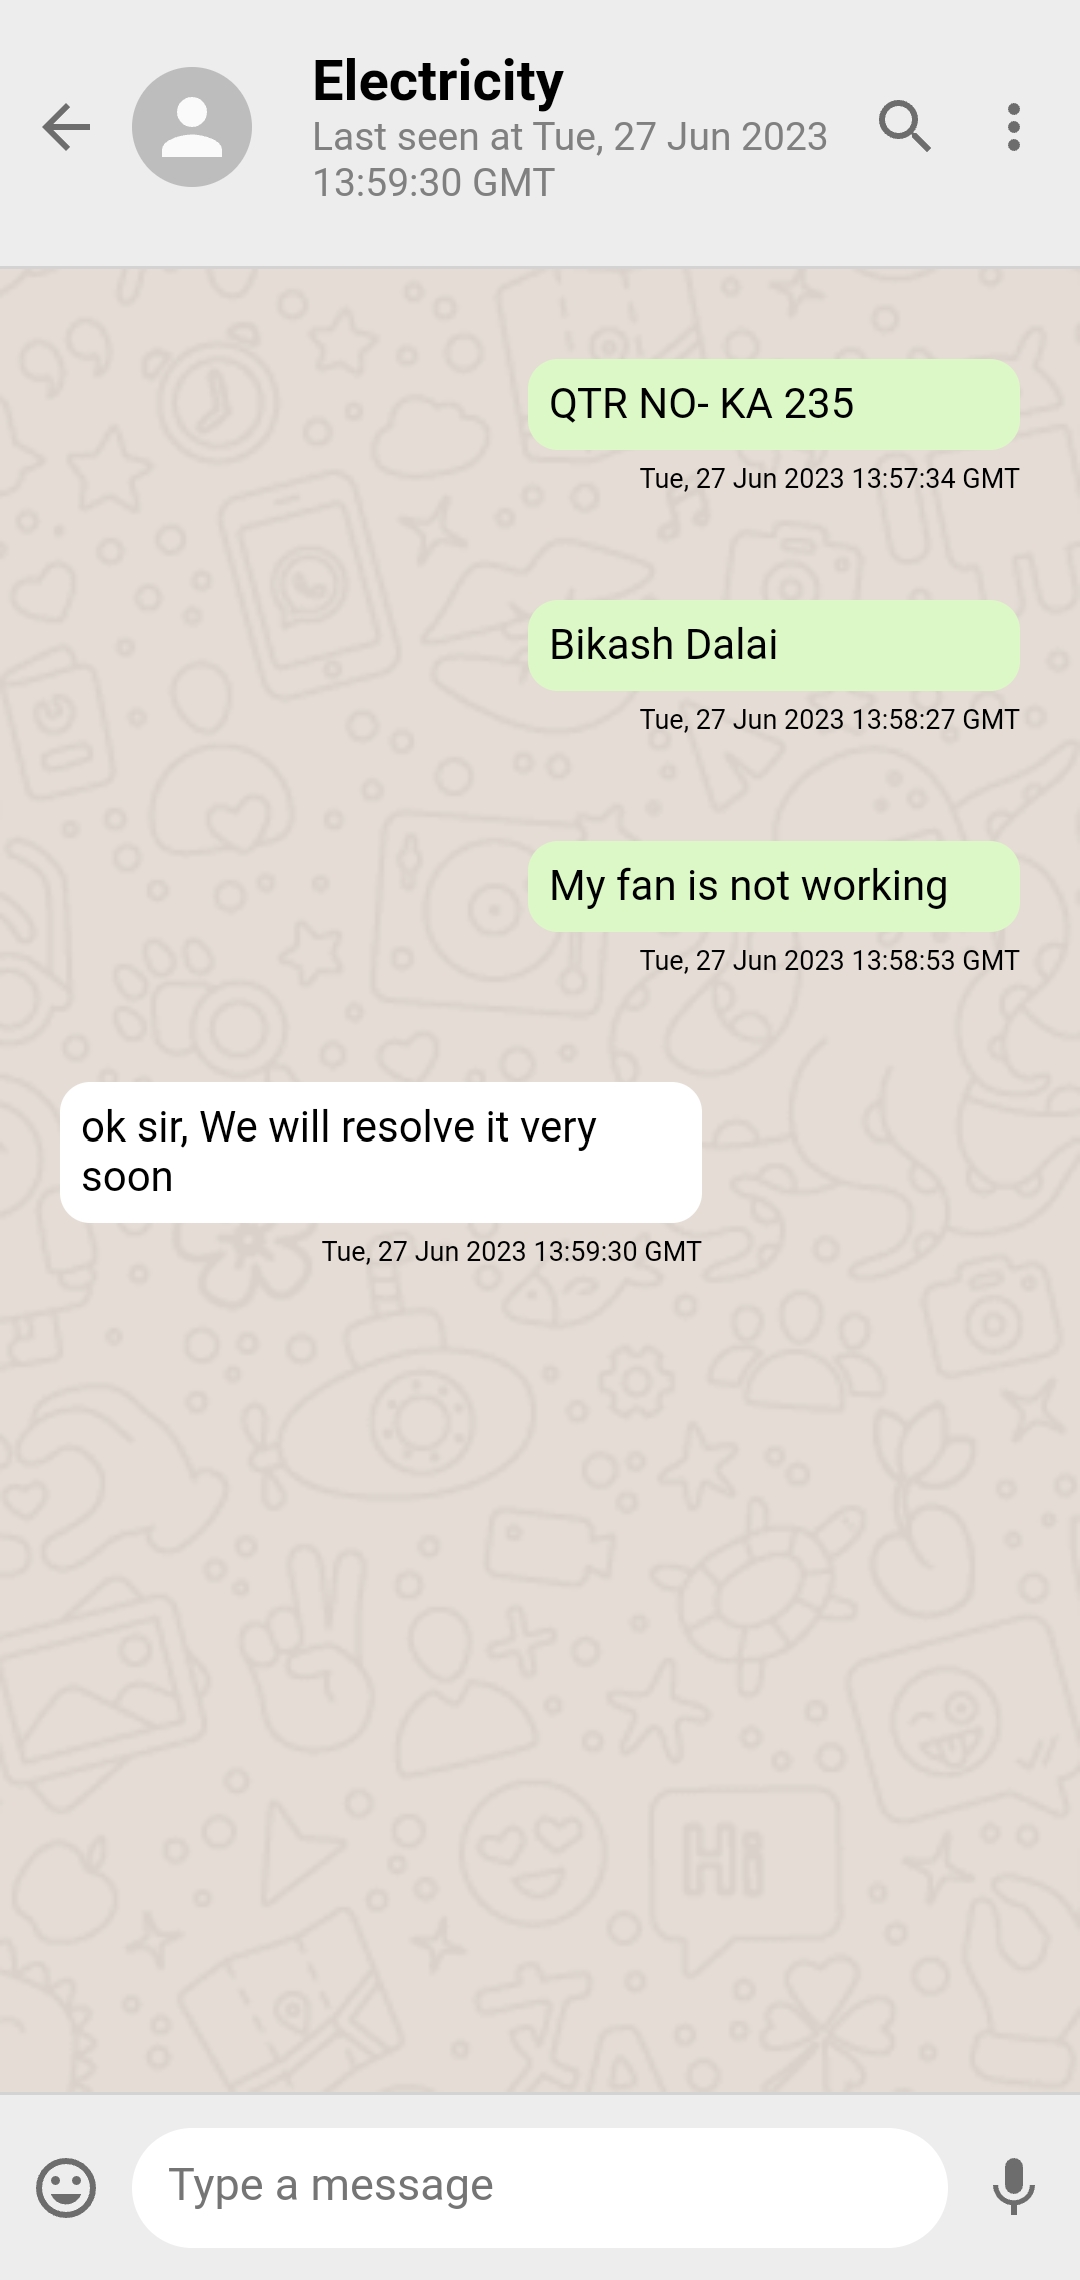 Electricity
Last seen at Tue, 27 Jun 2023
13:59:30 GMT
QTR NO- KA 235
Tue, 27 Jun 2023 13:57:34 GMT
Bikash Dalai
Tue, 27 Jun 2023 13:58:27 GMT
My fan is not working
Tue, 27 Jun 2023 13:58:53 GMT
ok sir, We will resolve it very
soon
Tue, 27 Jun 2023 13:59:30 GMT
Hi
Type a message